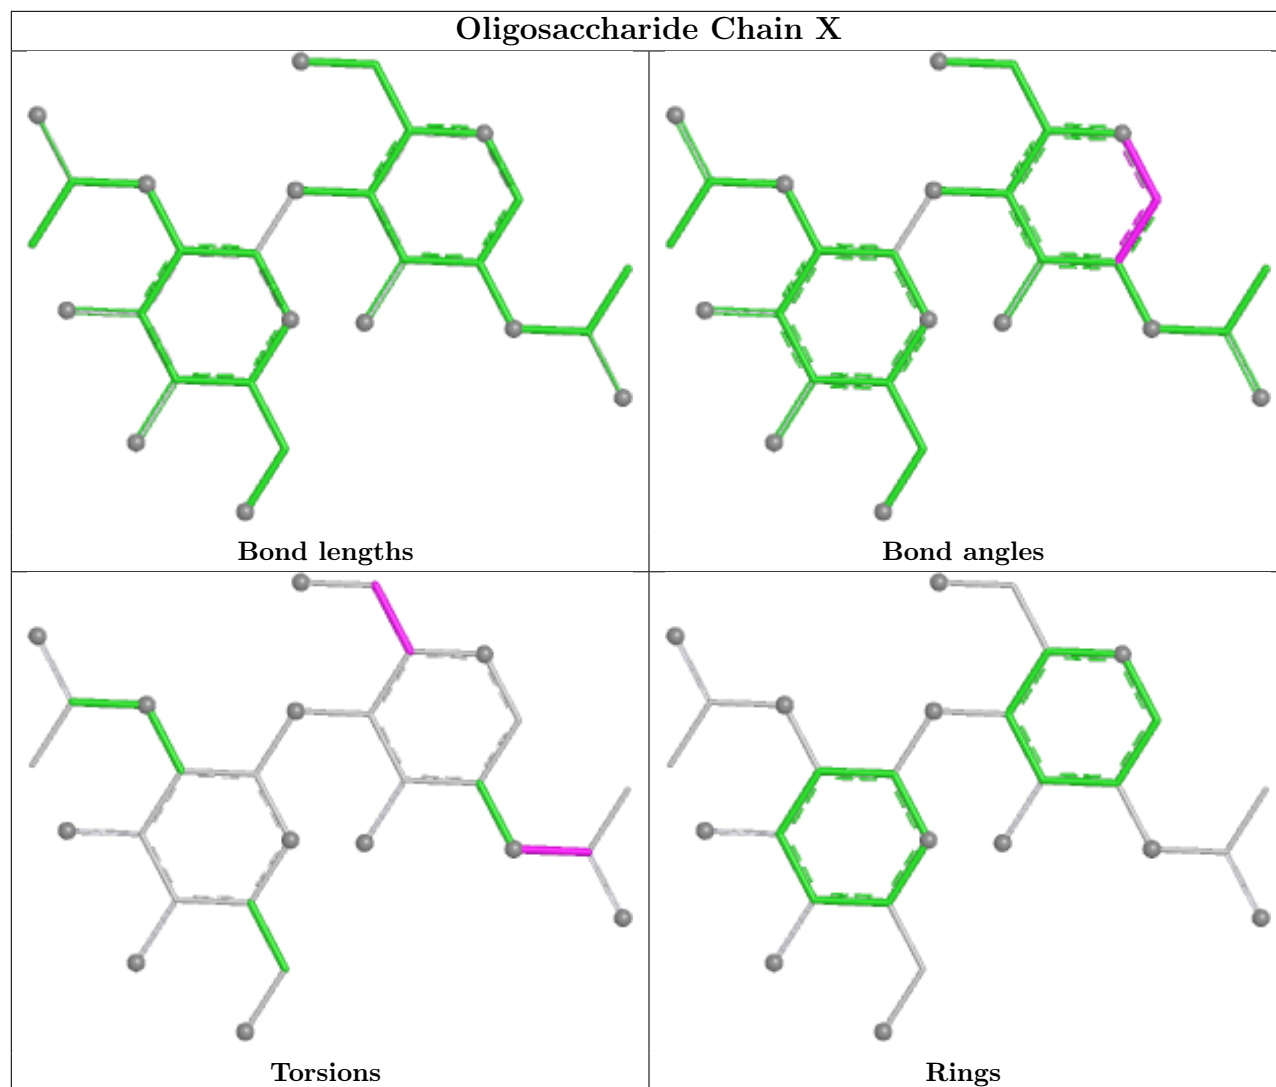 Oligosaccharide Chain X
Bond lengths
Bond angles
Torsions
Rings